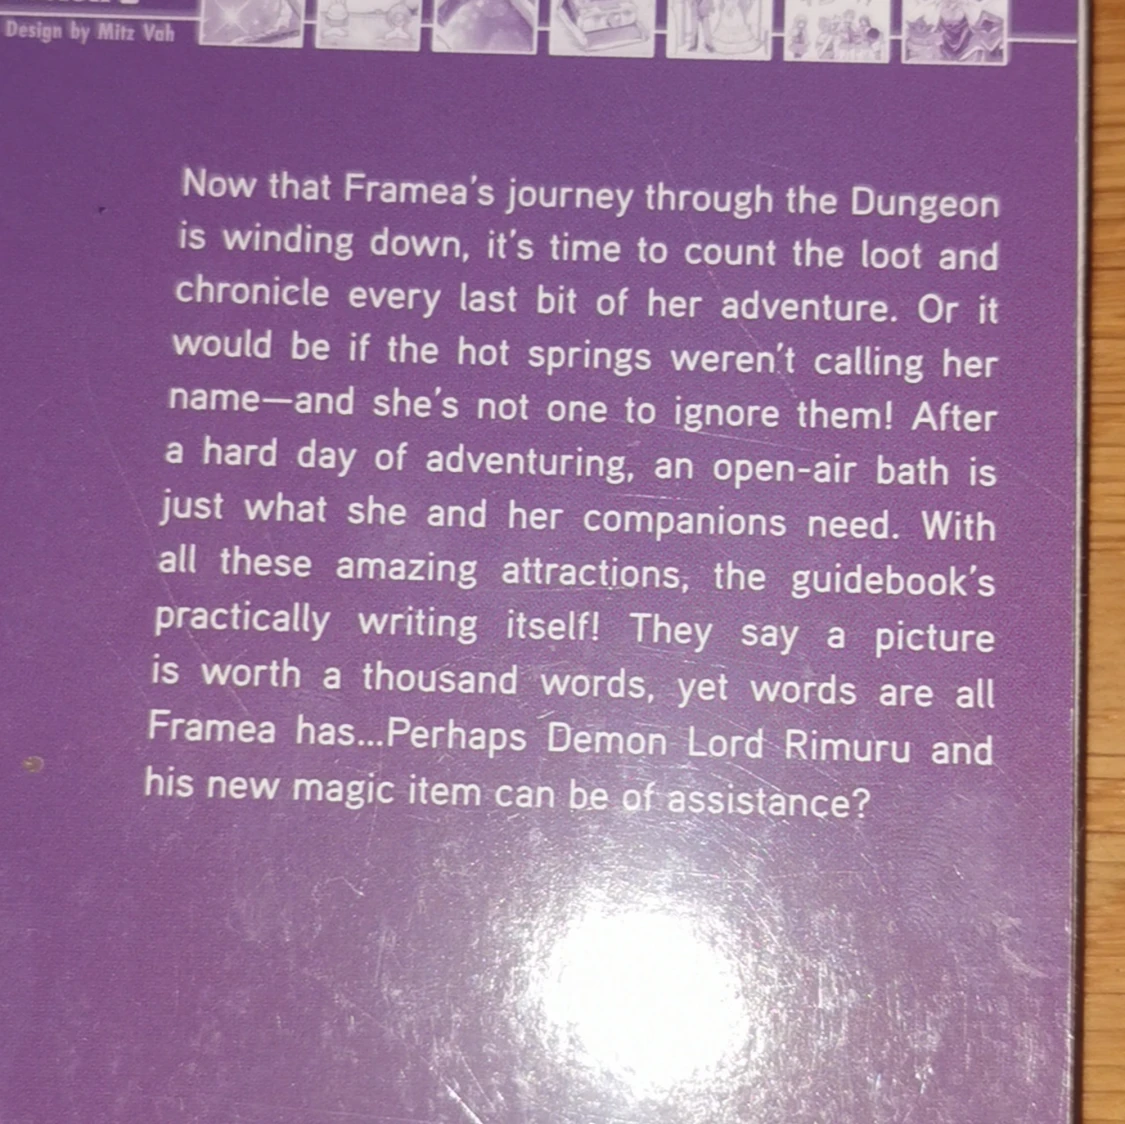 Design by Mitz Vah
Now that Framea's journey through the Dungeon
is winding down, it's time to count the loot and
chronicle every last bit of her adventure. Or it
would be if the hot springs weren't calling her
name—and she's not one to ignore them! After
a hard day of adventuring, an open-air bath is
just what she and her companions need. With
all these amazing attractions, the guidebook's
practically writing itself! They say a picture
is worth a thousand words, yet words are all
Framea has...Perhaps Demon Lord Rimuru and
his new magic item can be of assistance?